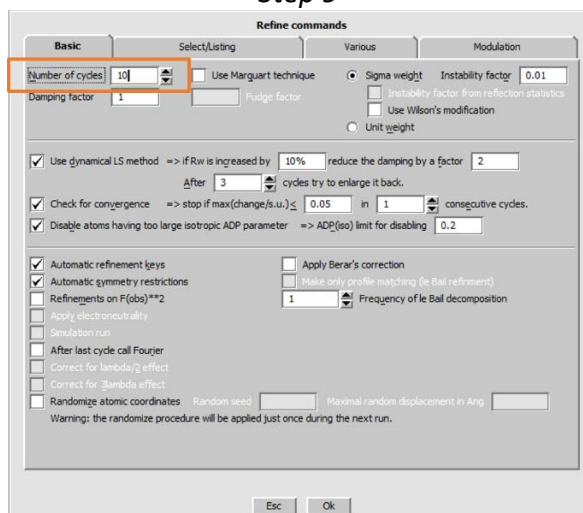 Refine commands
Basic Select/Listing Various Modulation
Number of cycles 10 Use Marquart technique Sigma weight Instability factor 0.01
Damping factor 1 Fudge factor Instability factor from reflection statistics
Use Wilson's modification
Unit weight
Use dynamical LS method => if Rw is increased by 10% reduce the damping by a factor 2
After 3 cycles try to enlarge it back.
Check for convergence => stop if max(change/s.u.)≤ 0.05 in 1 consecutive cycles.
Disable atoms having too large isotropic ADP parameter => ADP(iso) limit for disabling 0.2
Automatic refinement keys Apply Berar's correction
Automatic symmetry restrictions Make only profile matching (le Bail refinment)
Refinements on F(obs)**2 1 Frequency of le Bail decomposition
Apply electroneutrality
Simulation run
After last cycle call Fourier
Correct for lambda/2 effect
Correct for 3lambda effect
Randomize atomic coordinates Random seed Maximal random displacement in Ang
Warning: the randomize procedure will be applied just once during the next run.
Esc Ok